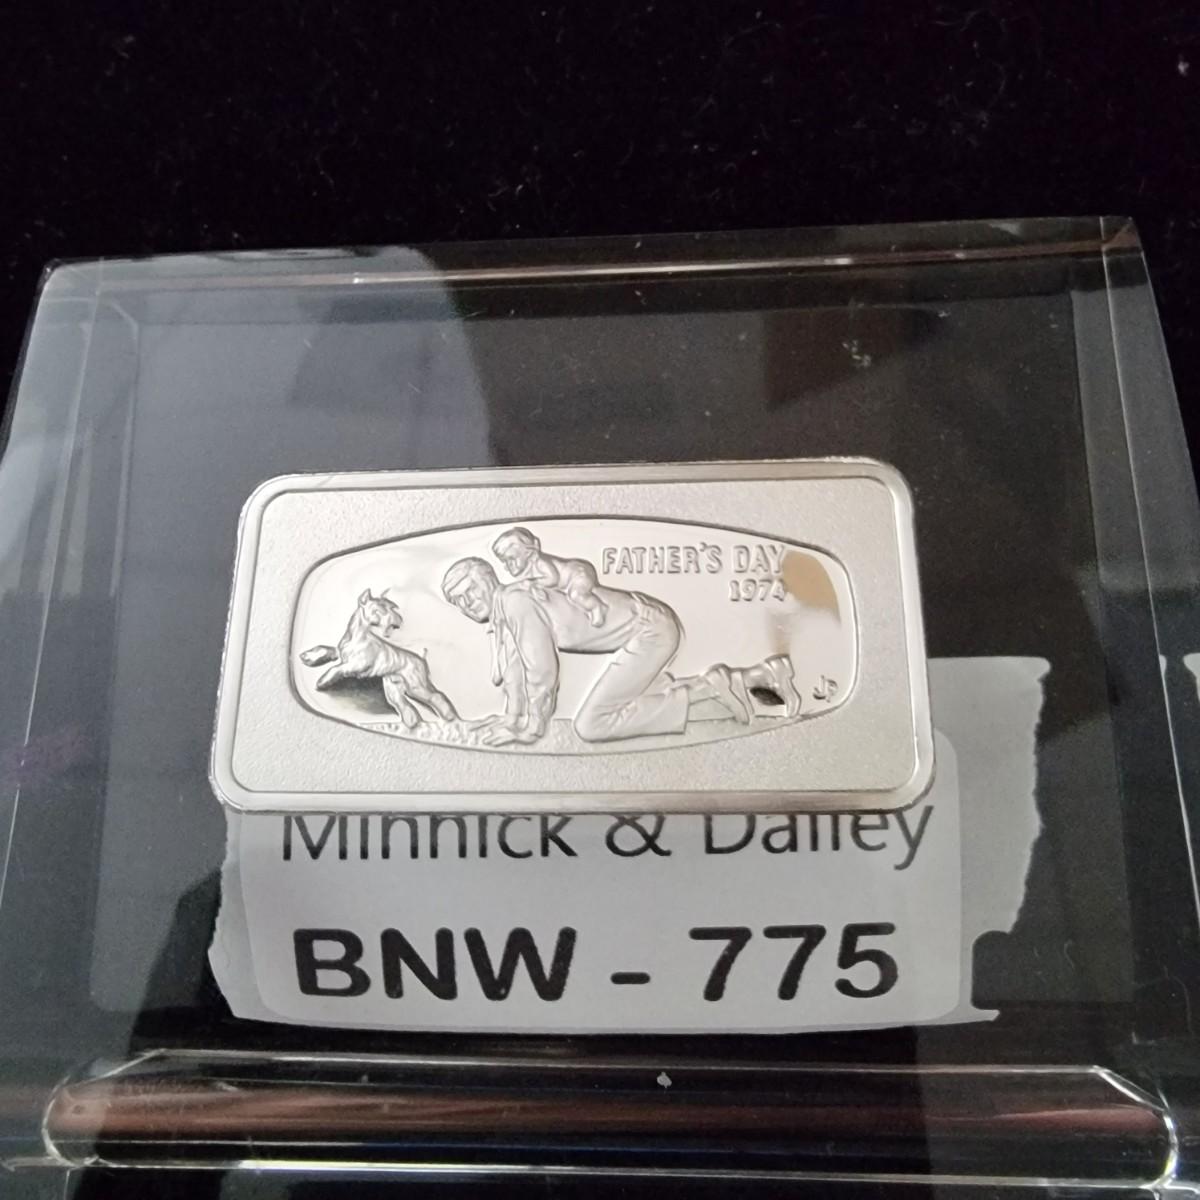 FATHER'S DAY
1974
JP
Minnick & Dailey
BNW - 775